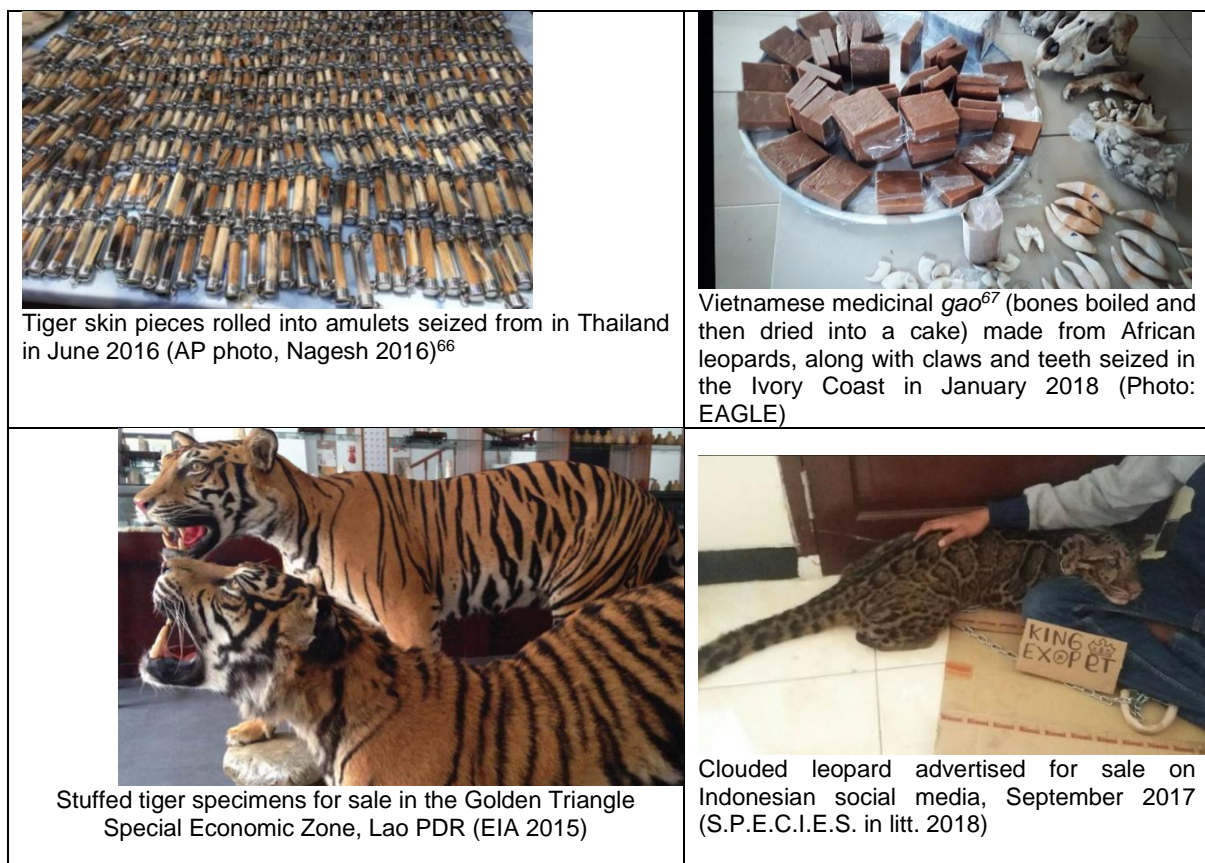 Tiger skin pieces rolled into amulets seized from in Thailand
in June 2016 (AP photo, Nagesh 2016)66
Vietnamese medicinal gao67 (bones boiled and
then dried into a cake) made from African
leopards, along with claws and teeth seized in
the Ivory Coast in January 2018 (Photo:
EAGLE)
Stuffed tiger specimens for sale in the Golden Triangle
Special Economic Zone, Lao PDR (EIA 2015)
KING
EXOPET
Clouded leopard advertised for sale on
Indonesian social media, September 2017
(S.P.E.C.I.E.S. in litt. 2018)